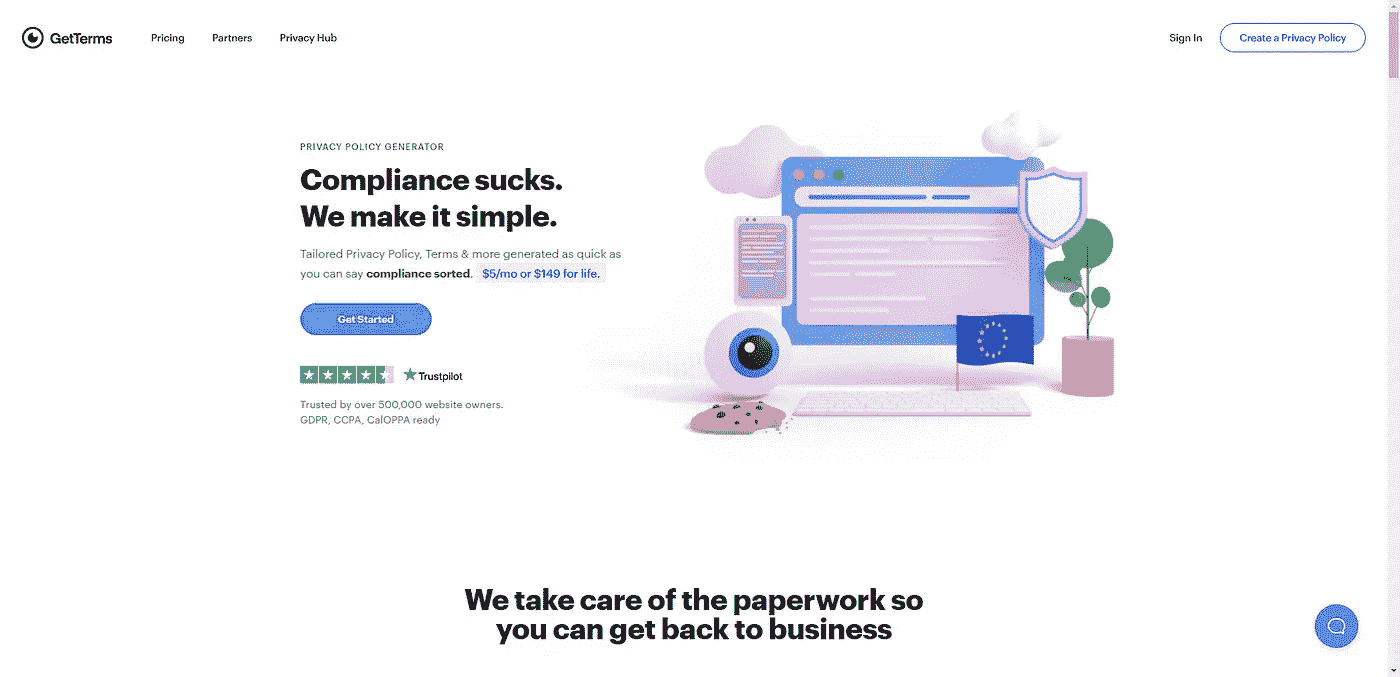 GetTerms
Pricing
Partners
Privacy Hub
Sign In
Create a Privacy Policy
PRIVACY POLICY GENERATOR
Compliance sucks.
We make it simple.
Tailored Privacy Policy, Terms & more generated as quick as
you can say compliance sorted. $5/mo or $149 for life.
Get Started
Trustpilot
Trusted by over 500,000 website owners.
GDPR, CCPA, CalOPPA ready
We take care of the paperwork so
you can get back to business